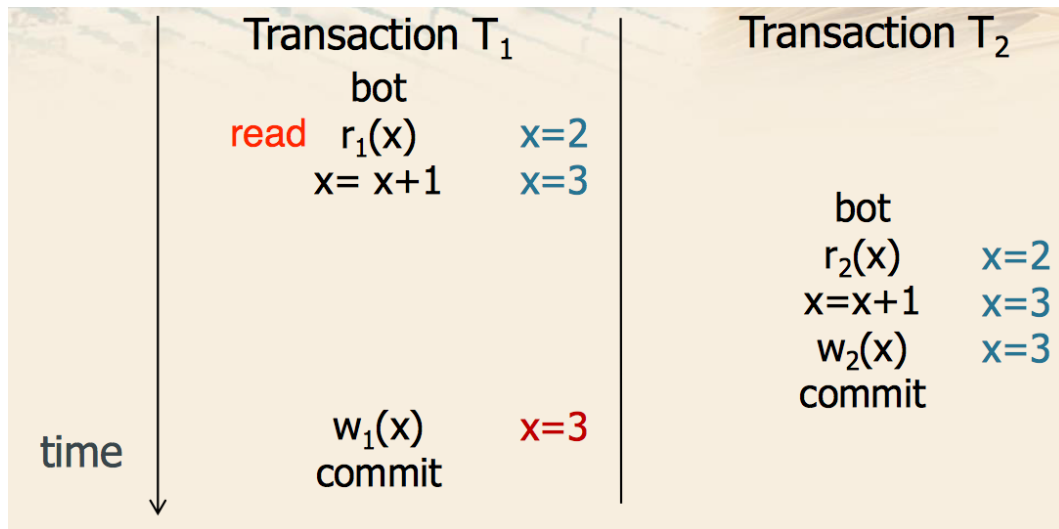 Transaction T₁ Transaction T₂
bot
read r₁(x) x=2
x= x+1 x=3
bot
r₂(x) x=2
x=x+1 x=3
w₂(x) x=3
commit
w₁(x) x=3
time
commit